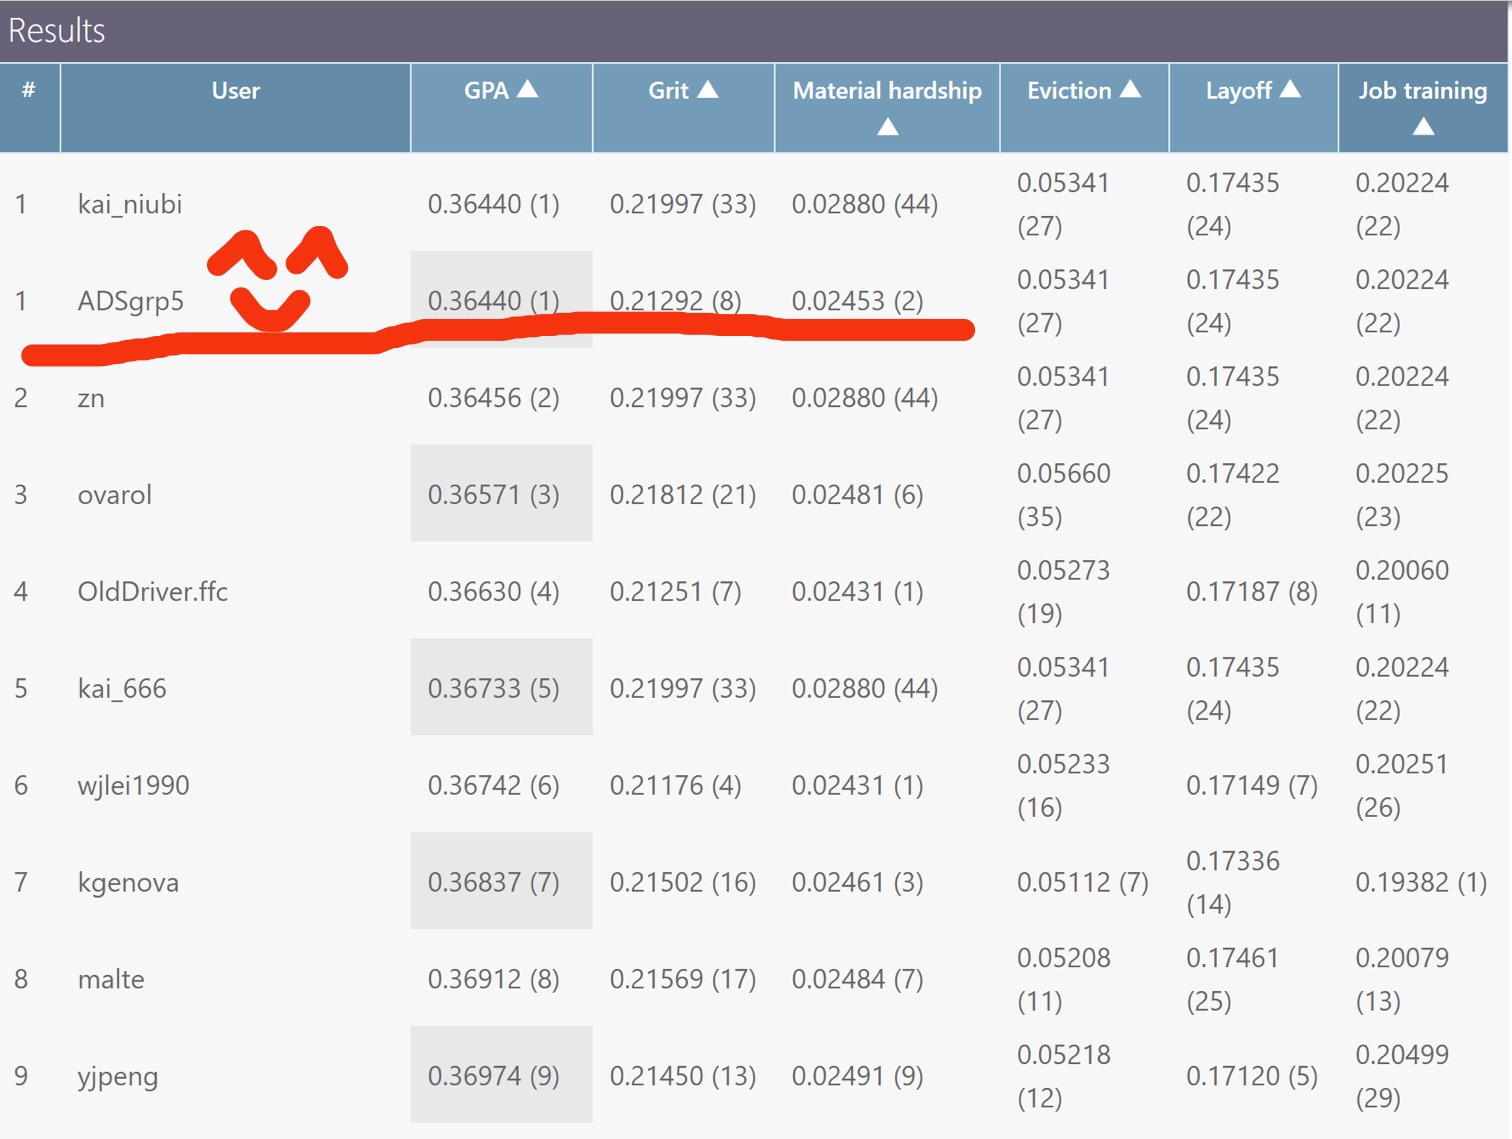 Results
# User GPA ▲ Grit ▲ Material hardship ▲ Eviction ▲ Layoff ▲ Job training ▲
1 kai_niubi 0.36440 (1) 0.21997 (33) 0.02880 (44) 0.05341 (27) 0.17435 (24) 0.20224 (22)
1 ADSgrp5 0.36440 (1) 0.21292 (8) 0.02453 (2) 0.05341 (27) 0.17435 (24) 0.20224 (22)
2 zn 0.36456 (2) 0.21997 (33) 0.02880 (44) 0.05341 (27) 0.17435 (24) 0.20224 (22)
3 ovarol 0.36571 (3) 0.21812 (21) 0.02481 (6) 0.05660 (35) 0.17422 (22) 0.20225 (23)
4 OldDriver.ffc 0.36630 (4) 0.21251 (7) 0.02431 (1) 0.05273 (19) 0.17187 (8) 0.20060 (11)
5 kai_666 0.36733 (5) 0.21997 (33) 0.02880 (44) 0.05341 (27) 0.17435 (24) 0.20224 (22)
6 wjlei1990 0.36742 (6) 0.21176 (4) 0.02431 (1) 0.05233 (16) 0.17149 (7) 0.20251 (26)
7 kgenova 0.36837 (7) 0.21502 (16) 0.02461 (3) 0.05112 (7) 0.17336 (14) 0.19382 (1)
8 malte 0.36912 (8) 0.21569 (17) 0.02484 (7) 0.05208 (11) 0.17461 (25) 0.20079 (13)
9 yjpeng 0.36974 (9) 0.21450 (13) 0.02491 (9) 0.05218 (12) 0.17120 (5) 0.20499 (29)